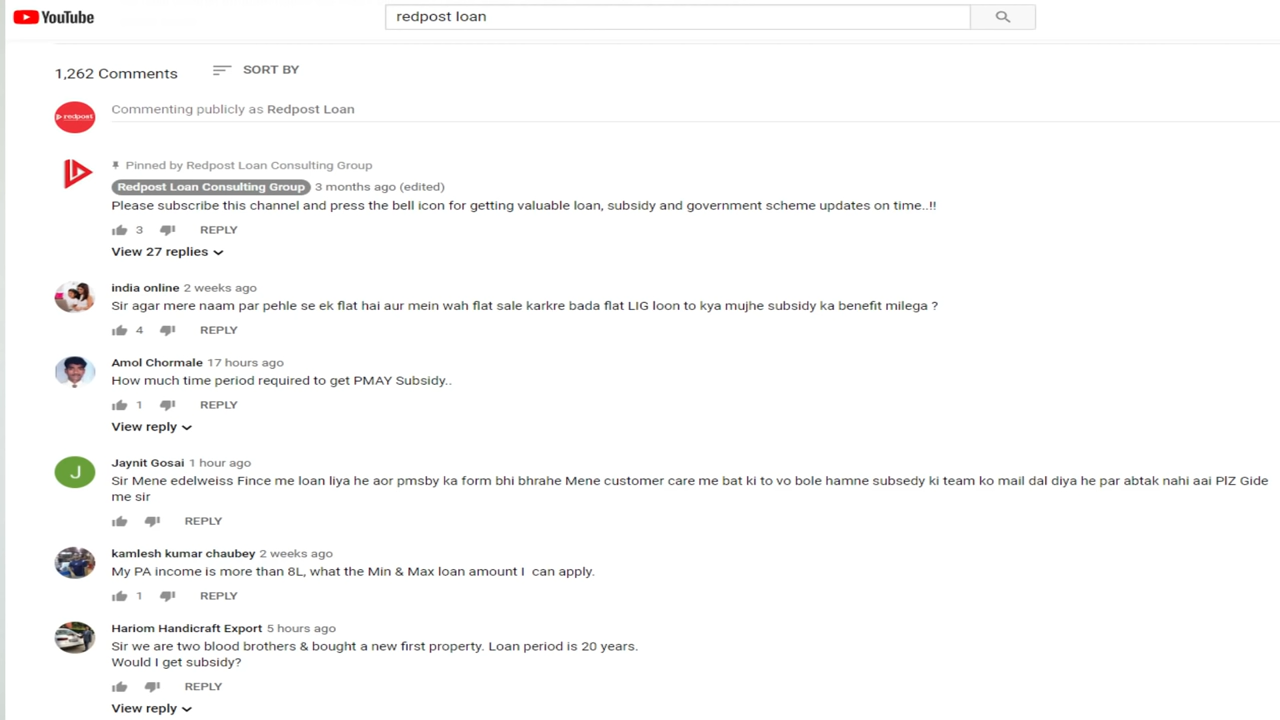 YouTube
redpost loan
1,262 Comments
SORT BY
redpost
Commenting publicly as Redpost Loan
Pinned by Redpost Loan Consulting Group
Redpost Loan Consulting Group 3 months ago (edited)
Please subscribe this channel and press the bell icon for getting valuable loan, subsidy and government scheme updates on time..!!
3 REPLY
View 27 replies
india online 2 weeks ago
Sir agar mere naam par pehle se ek flat hai aur mein wah flat sale karkre bada flat LIG loon to kya mujhe subsidy ka benefit milega ?
4 REPLY
Amol Chormale 17 hours ago
How much time period required to get PMAY Subsidy..
1 REPLY
View reply
J
Jaynit Gosai 1 hour ago
Sir Mene edelweiss Fince me loan liya he aor pmsby ka form bhi bhrahe Mene customer care me bat ki to vo bole hamne subsedy ki team ko mail dal diya he par abtak nahi aai PlZ Gide
me sir
REPLY
kamlesh kumar chaubey 2 weeks ago
My PA income is more than 8L, what the Min & Max loan amount I can apply.
1 REPLY
Hariom Handicraft Export 5 hours ago
Sir we are two blood brothers & bought a new first property. Loan period is 20 years.
Would I get subsidy?
REPLY
View reply